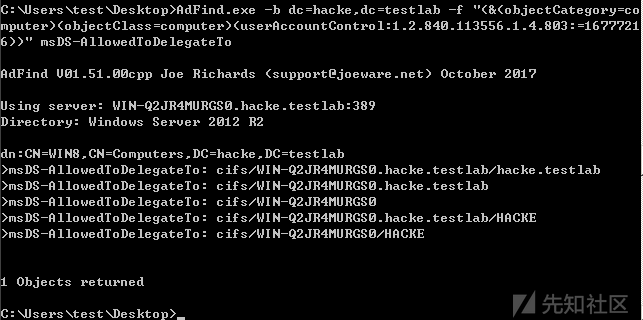 C:\Users\test\Desktop>AdFind.exe -b dc=hacke,dc=testlab -f "(&(objectCategory=co
mputer)(objectClass=computer)(userAccountControl:1.2.840.113556.1.4.803:=1677721
6))" msDS-AllowedToDelegateTo
AdFind V01.51.00cpp Joe Richards (support@joeware.net) October 2017
Using server: WIN-Q2JR4MURGS0.hacke.testlab:389
Directory: Windows Server 2012 R2
dn:CN=WIN8,CN=Computers,DC=hacke,DC=testlab
>msDS-AllowedToDelegateTo: cifs/WIN-Q2JR4MURGS0.hacke.testlab/hacke.testlab
>msDS-AllowedToDelegateTo: cifs/WIN-Q2JR4MURGS0.hacke.testlab
>msDS-AllowedToDelegateTo: cifs/WIN-Q2JR4MURGS0
>msDS-AllowedToDelegateTo: cifs/WIN-Q2JR4MURGS0.hacke.testlab/HACKE
>msDS-AllowedToDelegateTo: cifs/WIN-Q2JR4MURGS0/HACKE
1 Objects returned
C:\Users\test\Desktop>_
先知社区